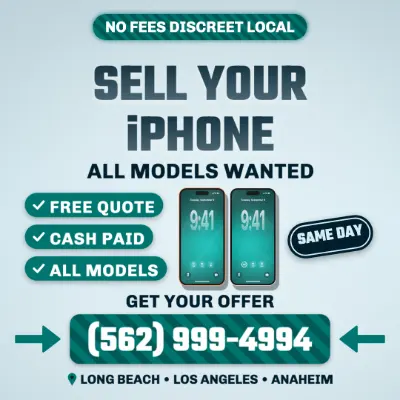 NO FEES DISCREET LOCAL
SELL YOUR
iPHONE
ALL MODELS WANTED
FREE QUOTE
CASH PAID
ALL MODELS
9:41
9:41
SAME DAY
GET YOUR OFFER
(562) 999-4994
LONG BEACH • LOS ANGELES • ANAHEIM